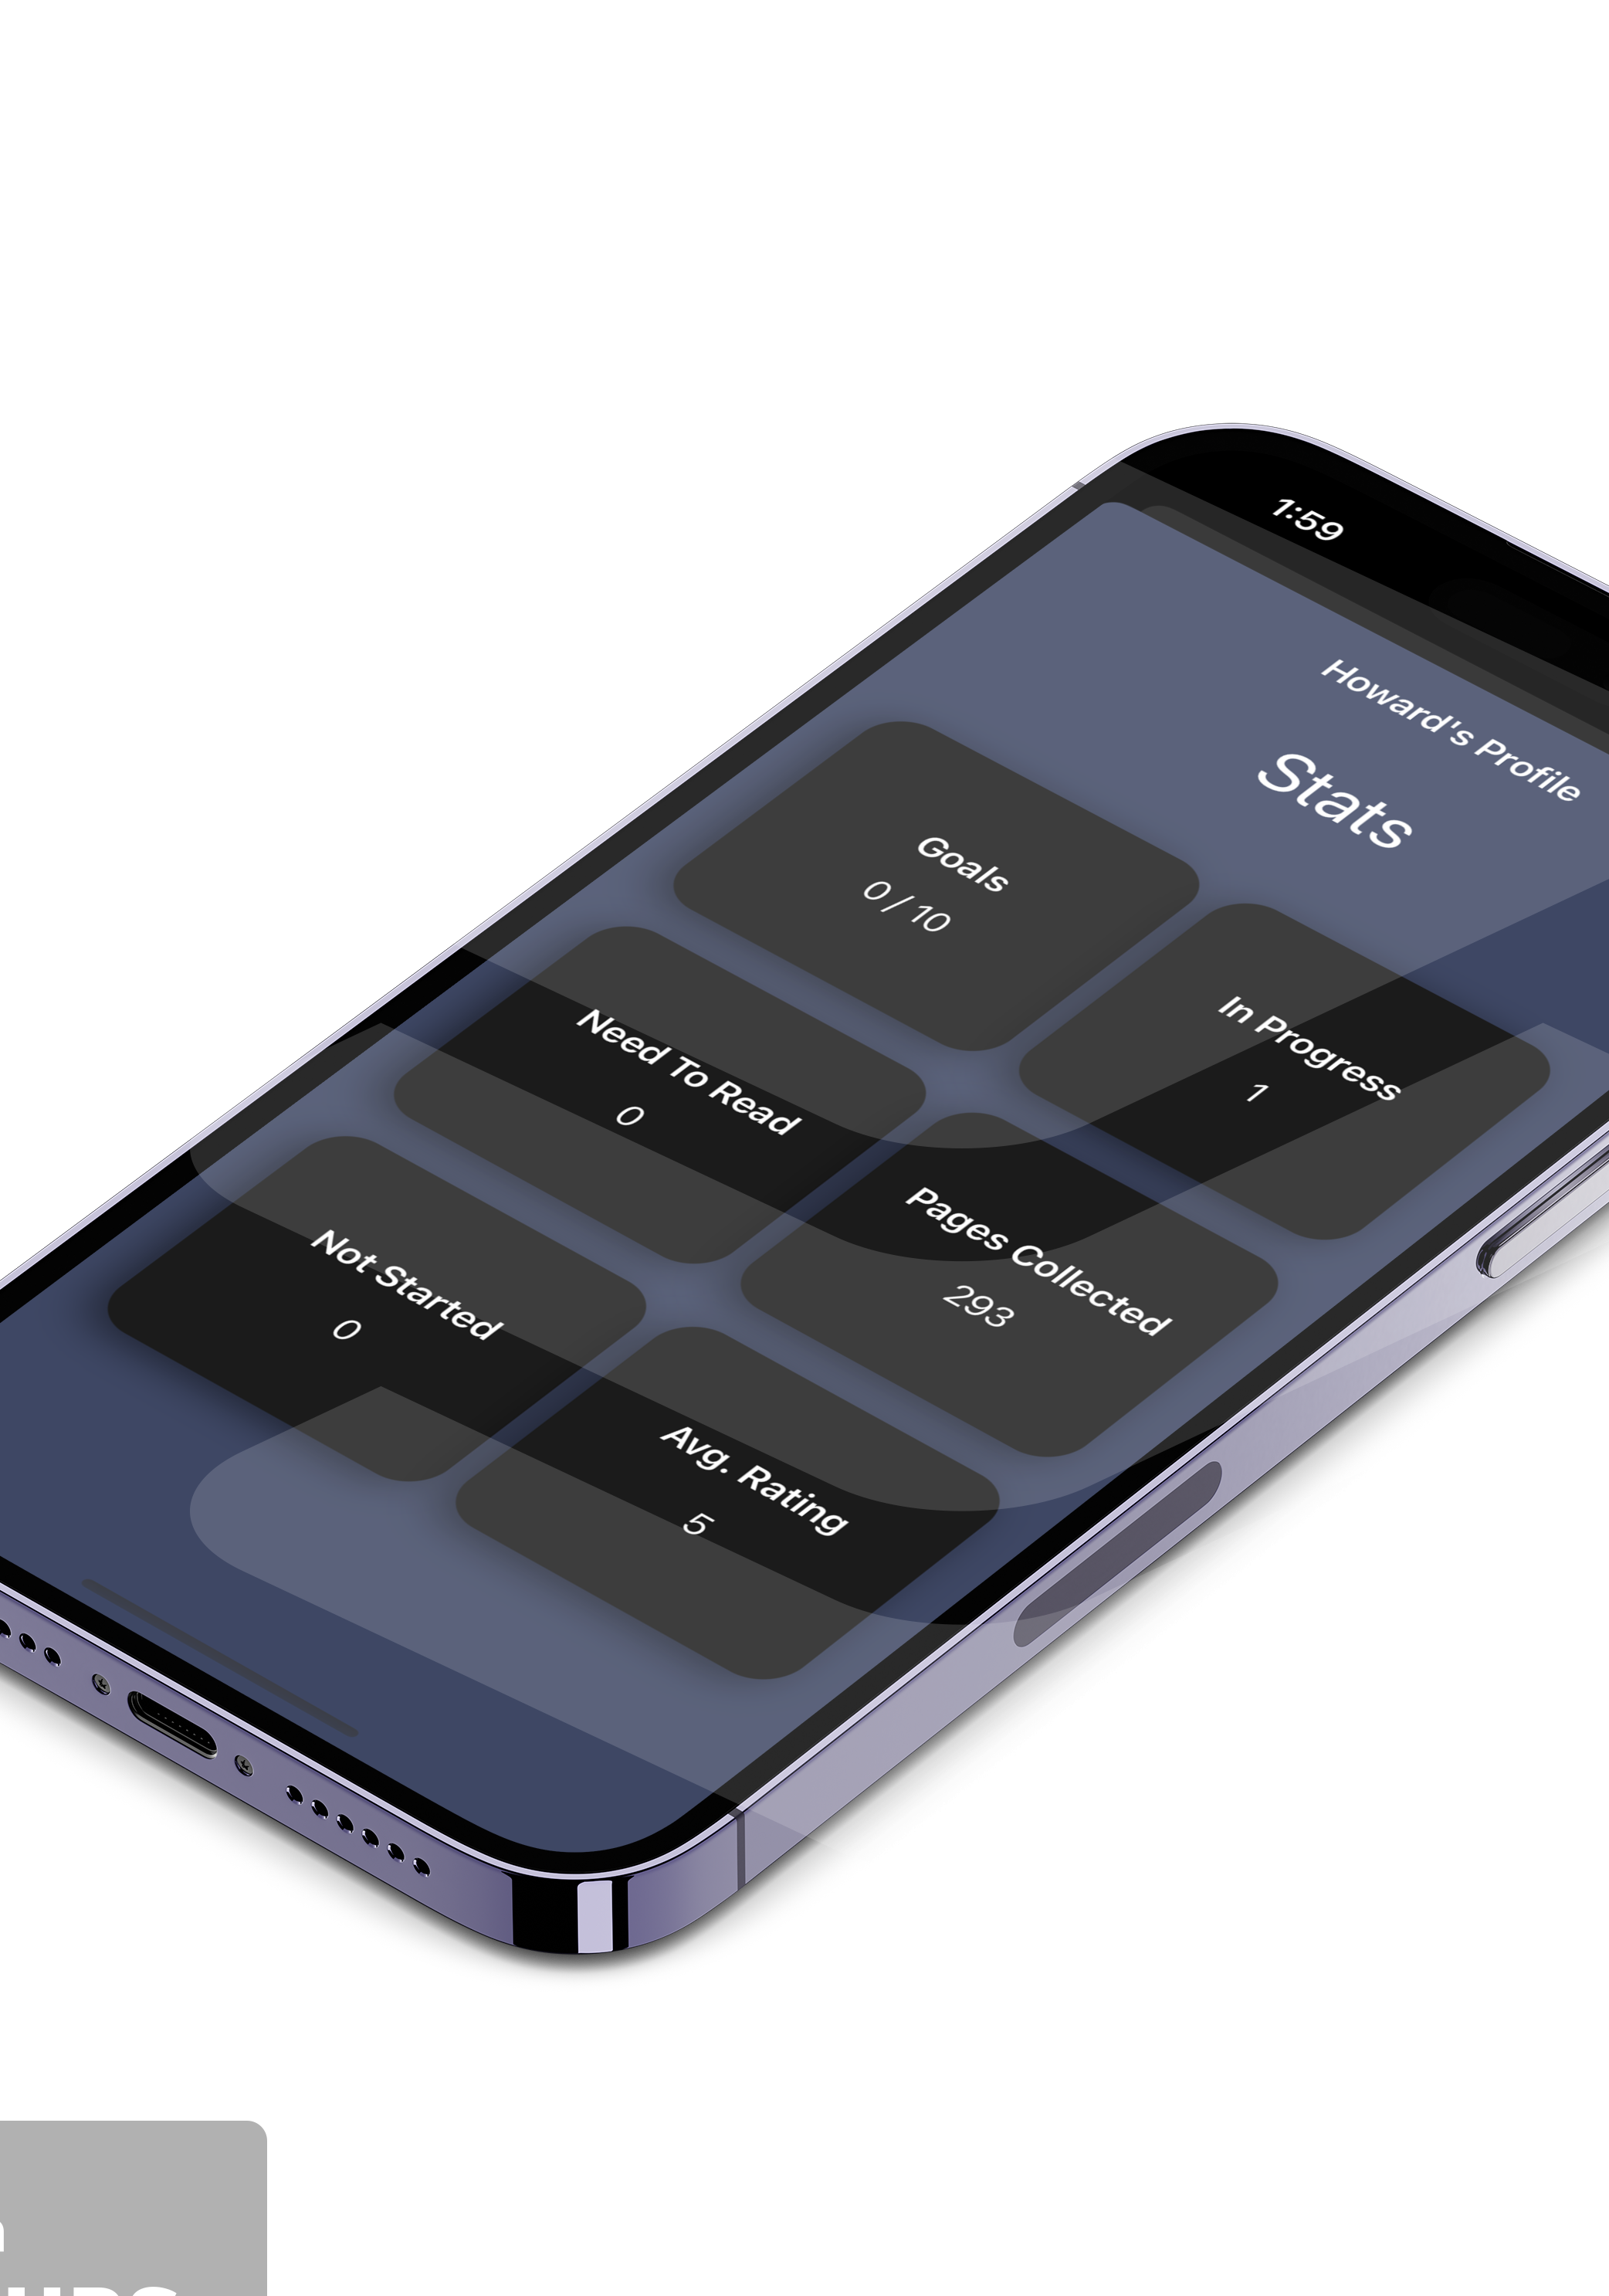 1:59
Howard's Profile
Stats
Goals
0 / 10
In Progress
1
Need To Read
0
Pages Collected
293
Not Started
0
Avg. Rating
5